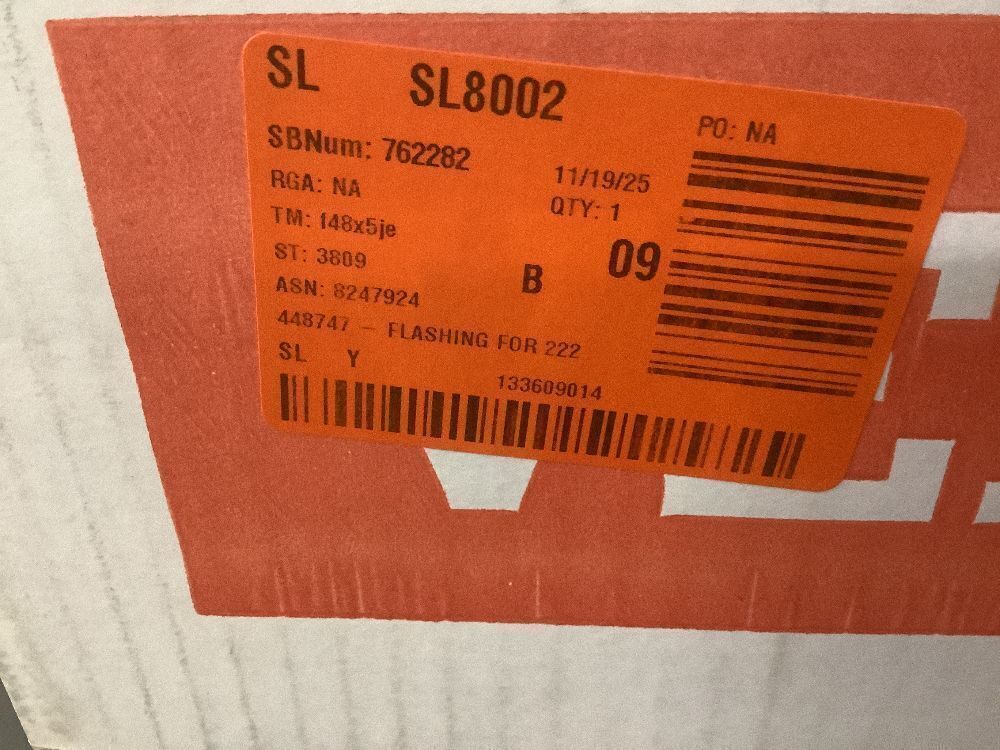 SL SL8002
PO: NA
SBNum: 762282
11/19/25
RGA: NA
QTY: 1
TM: f48x5je
ST: 3809
B 09
ASN: 8247924
448747 - FLASHING FOR 222
SL Y
133609014